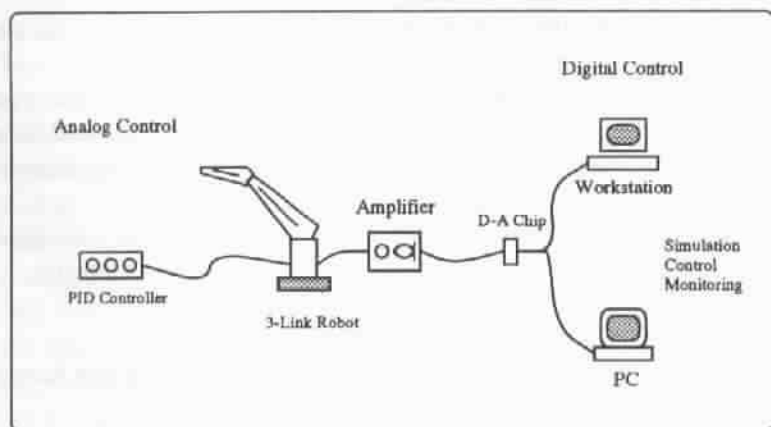 Digital Control
Analog Control
Workstation
Amplifier
D-A Chip
Simulation
Control
Monitoring
PID Controller
3-Link Robot
PC